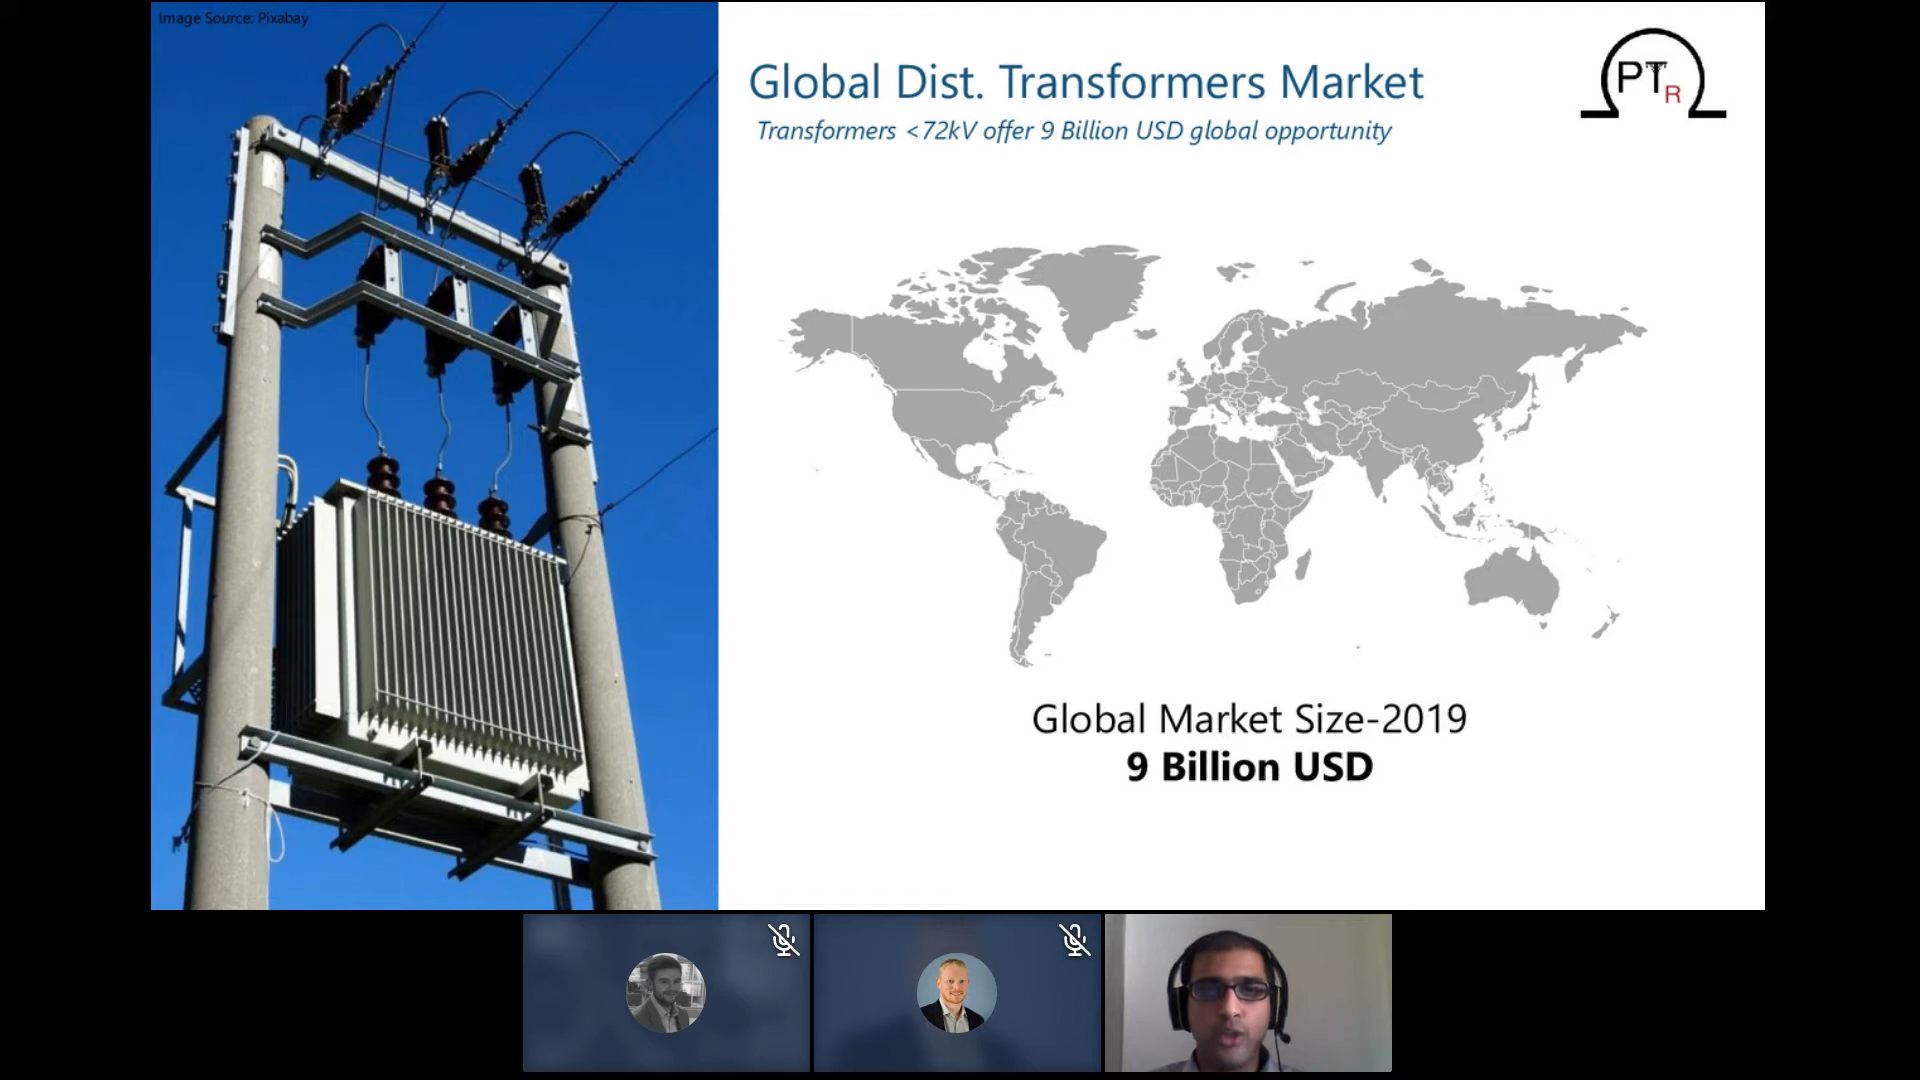 Image Source: Pixabay
Global Dist. Transformers Market
Transformers <72kV offer 9 Billion USD global opportunity
PTR
Global Market Size-2019
9 Billion USD